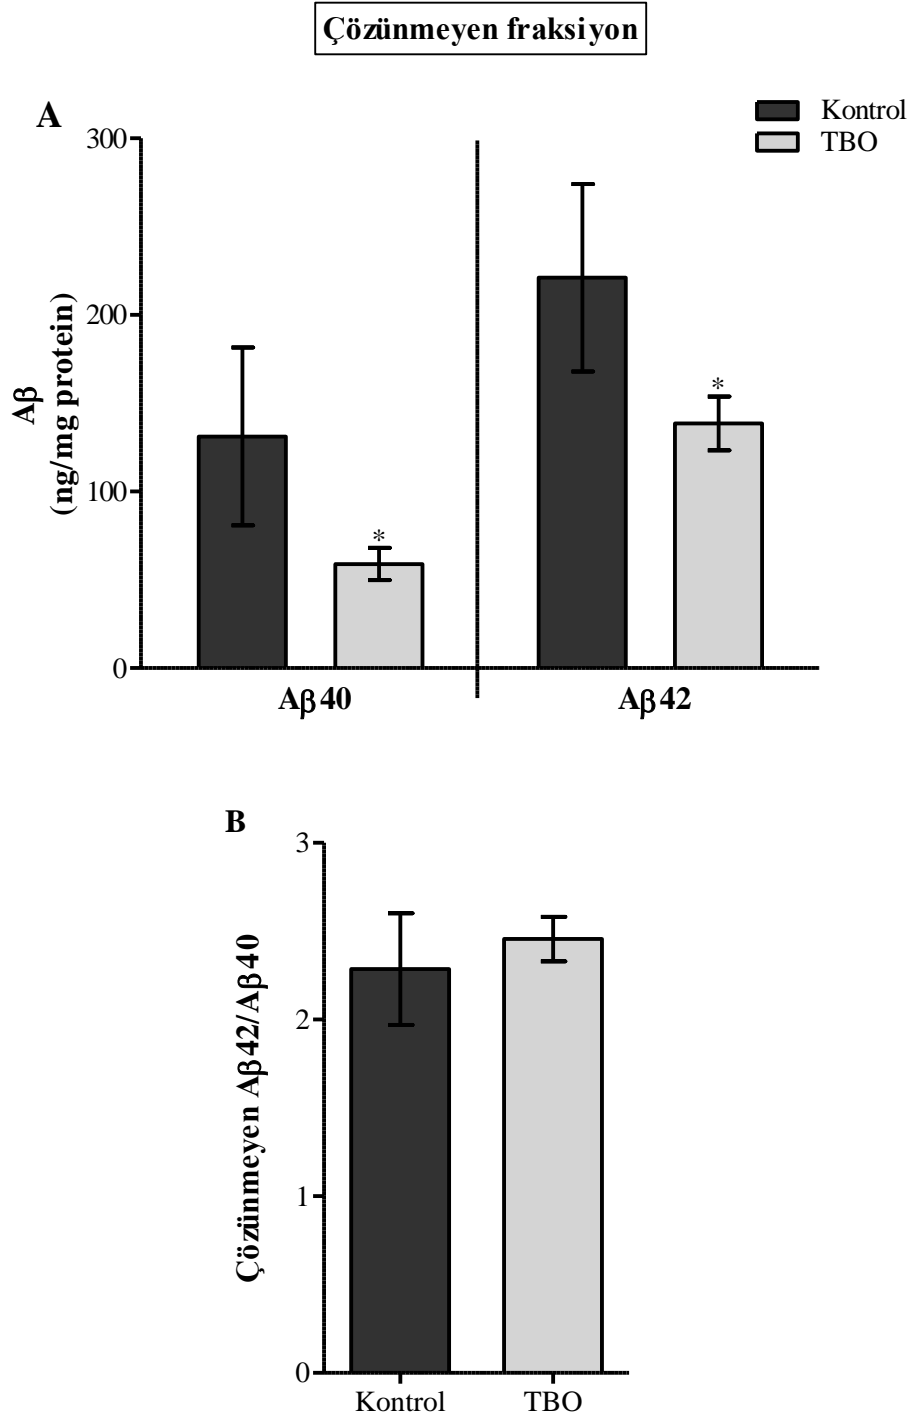 Çözünmeyen fraksiyon
A
Kontrol
TBO
300
200
100
0
Aβ
(ng/mg protein)
*
*
Aβ40
Aβ42
B
3
2
1
0
Çözünmeyen Aβ42/Aβ40
Kontrol
TBO